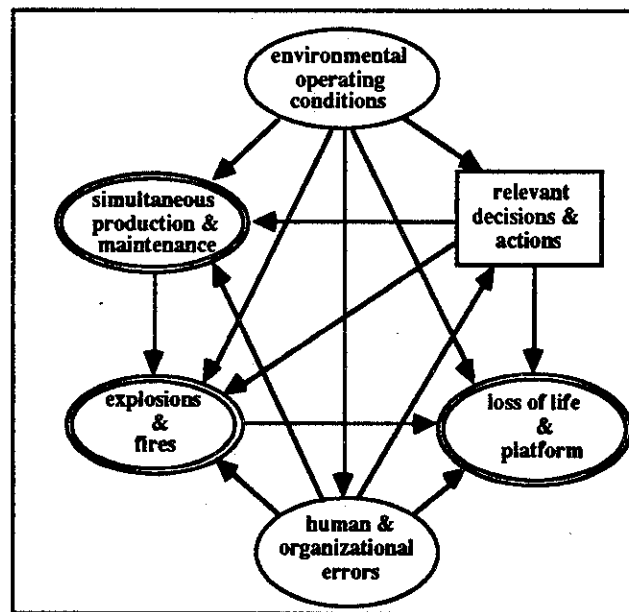 environmental
operating
conditions
simultaneous
production &
maintenance
relevant
decisions &
actions
explosions
&
fires
loss of life
&
platform
human &
organizational
errors